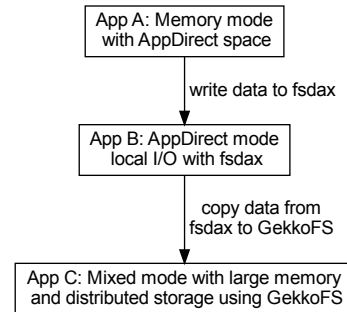 App A: Memory mode
with AppDirect space
write data to fsdax
App B: AppDirect mode
local I/O with fsdax
copy data from
fsdax to GekkoFS
App C: Mixed mode with large memory
and distributed storage using GekkoFS